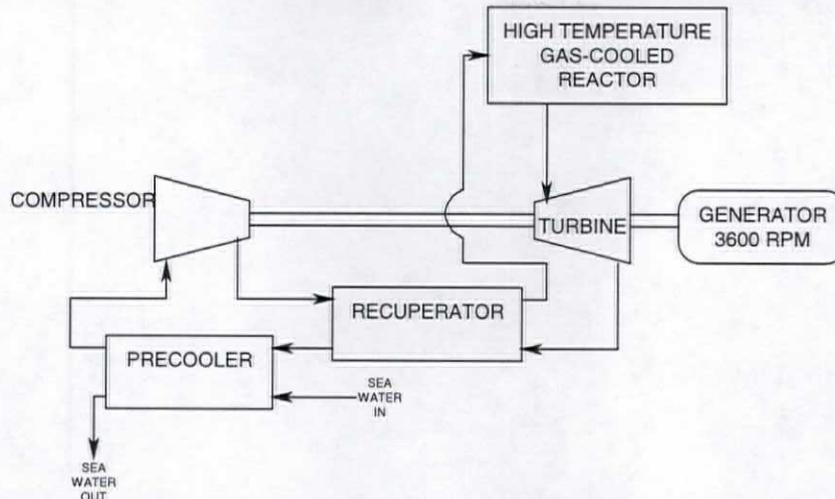 HIGH TEMPERATURE
GAS-COOLED
REACTOR
COMPRESSOR
TURBINE
GENERATOR
3600 RPM
RECUPERATOR
PRECOOLER
SEA
WATER
IN
SEA
WATER
OUT